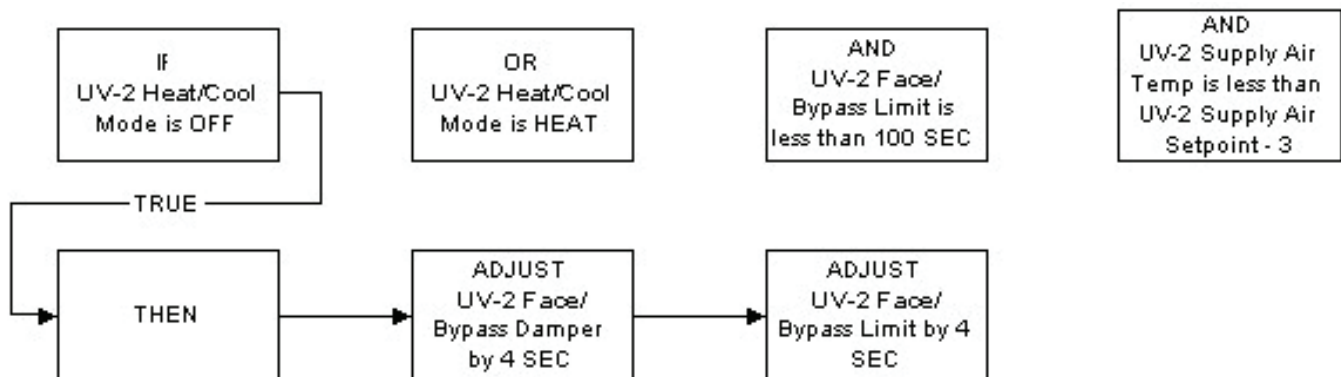 IF
UV-2 Heat/Cool
Mode is OFF
OR
UV-2 Heat/Cool
Mode is HEAT
AND
UV-2 Face/
Bypass Limit is
less than 100 SEC
AND
UV-2 Supply Air
Temp is less than
UV-2 Supply Air
Setpoint - 3
TRUE
THEN
ADJUST
UV-2 Face/
Bypass Damper
by 4 SEC
ADJUST
UV-2 Face/
Bypass Limit by 4
SEC